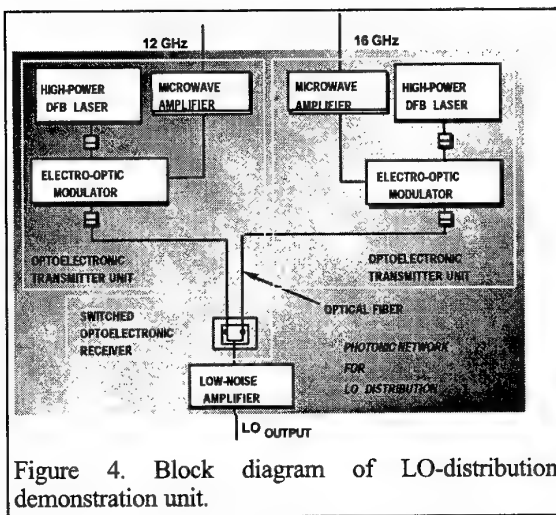 12 GHz
16 GHz
HIGH-POWER
DFB LASER
MICROWAVE
AMPLIFIER
MICROWAVE
AMPLIFIER
HIGH-POWER
DFB LASER
ELECTRO-OPTIC
MODULATOR
ELECTRO-OPTIC
MODULATOR
OPTOELECTRONIC
TRANSMITTER UNIT
OPTOELECTRONIC
TRANSMITTER UNIT
OPTICAL FIBER
SWITCHED
OPTOELECTRONIC
RECEIVER
PHOTONIC NETWORK
FOR
LO DISTRIBUTION
LOW-NOISE
AMPLIFIER
LO OUTPUT
Figure 4. Block diagram of LO-distribution
demonstration unit.